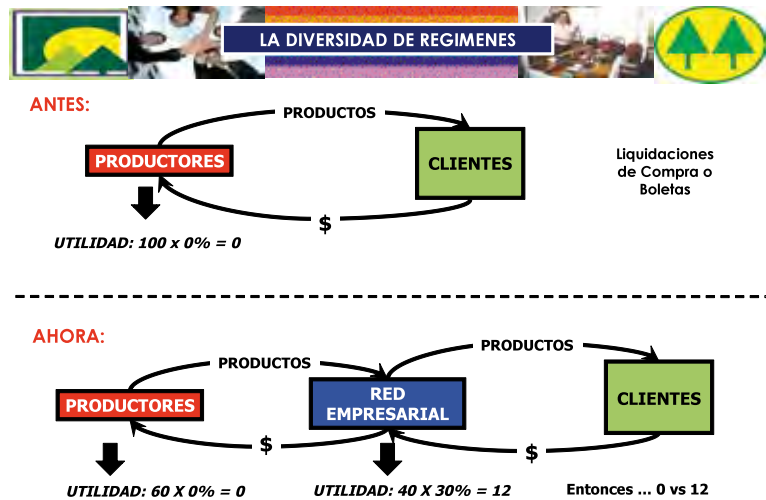 LA DIVERSIDAD DE REGIMENES
ANTES:
PRODUCTOS
PRODUCTORES
CLIENTES
Liquidaciones
de Compra o
Boletas
$
UTILIDAD: 100 x 0% = 0
AHORA:
PRODUCTOS
PRODUCTOS
PRODUCTORES
RED
EMPRESARIAL
CLIENTES
$
$
UTILIDAD: 60 X 0% = 0
UTILIDAD: 40 X 30% = 12
Entonces ... 0 vs 12